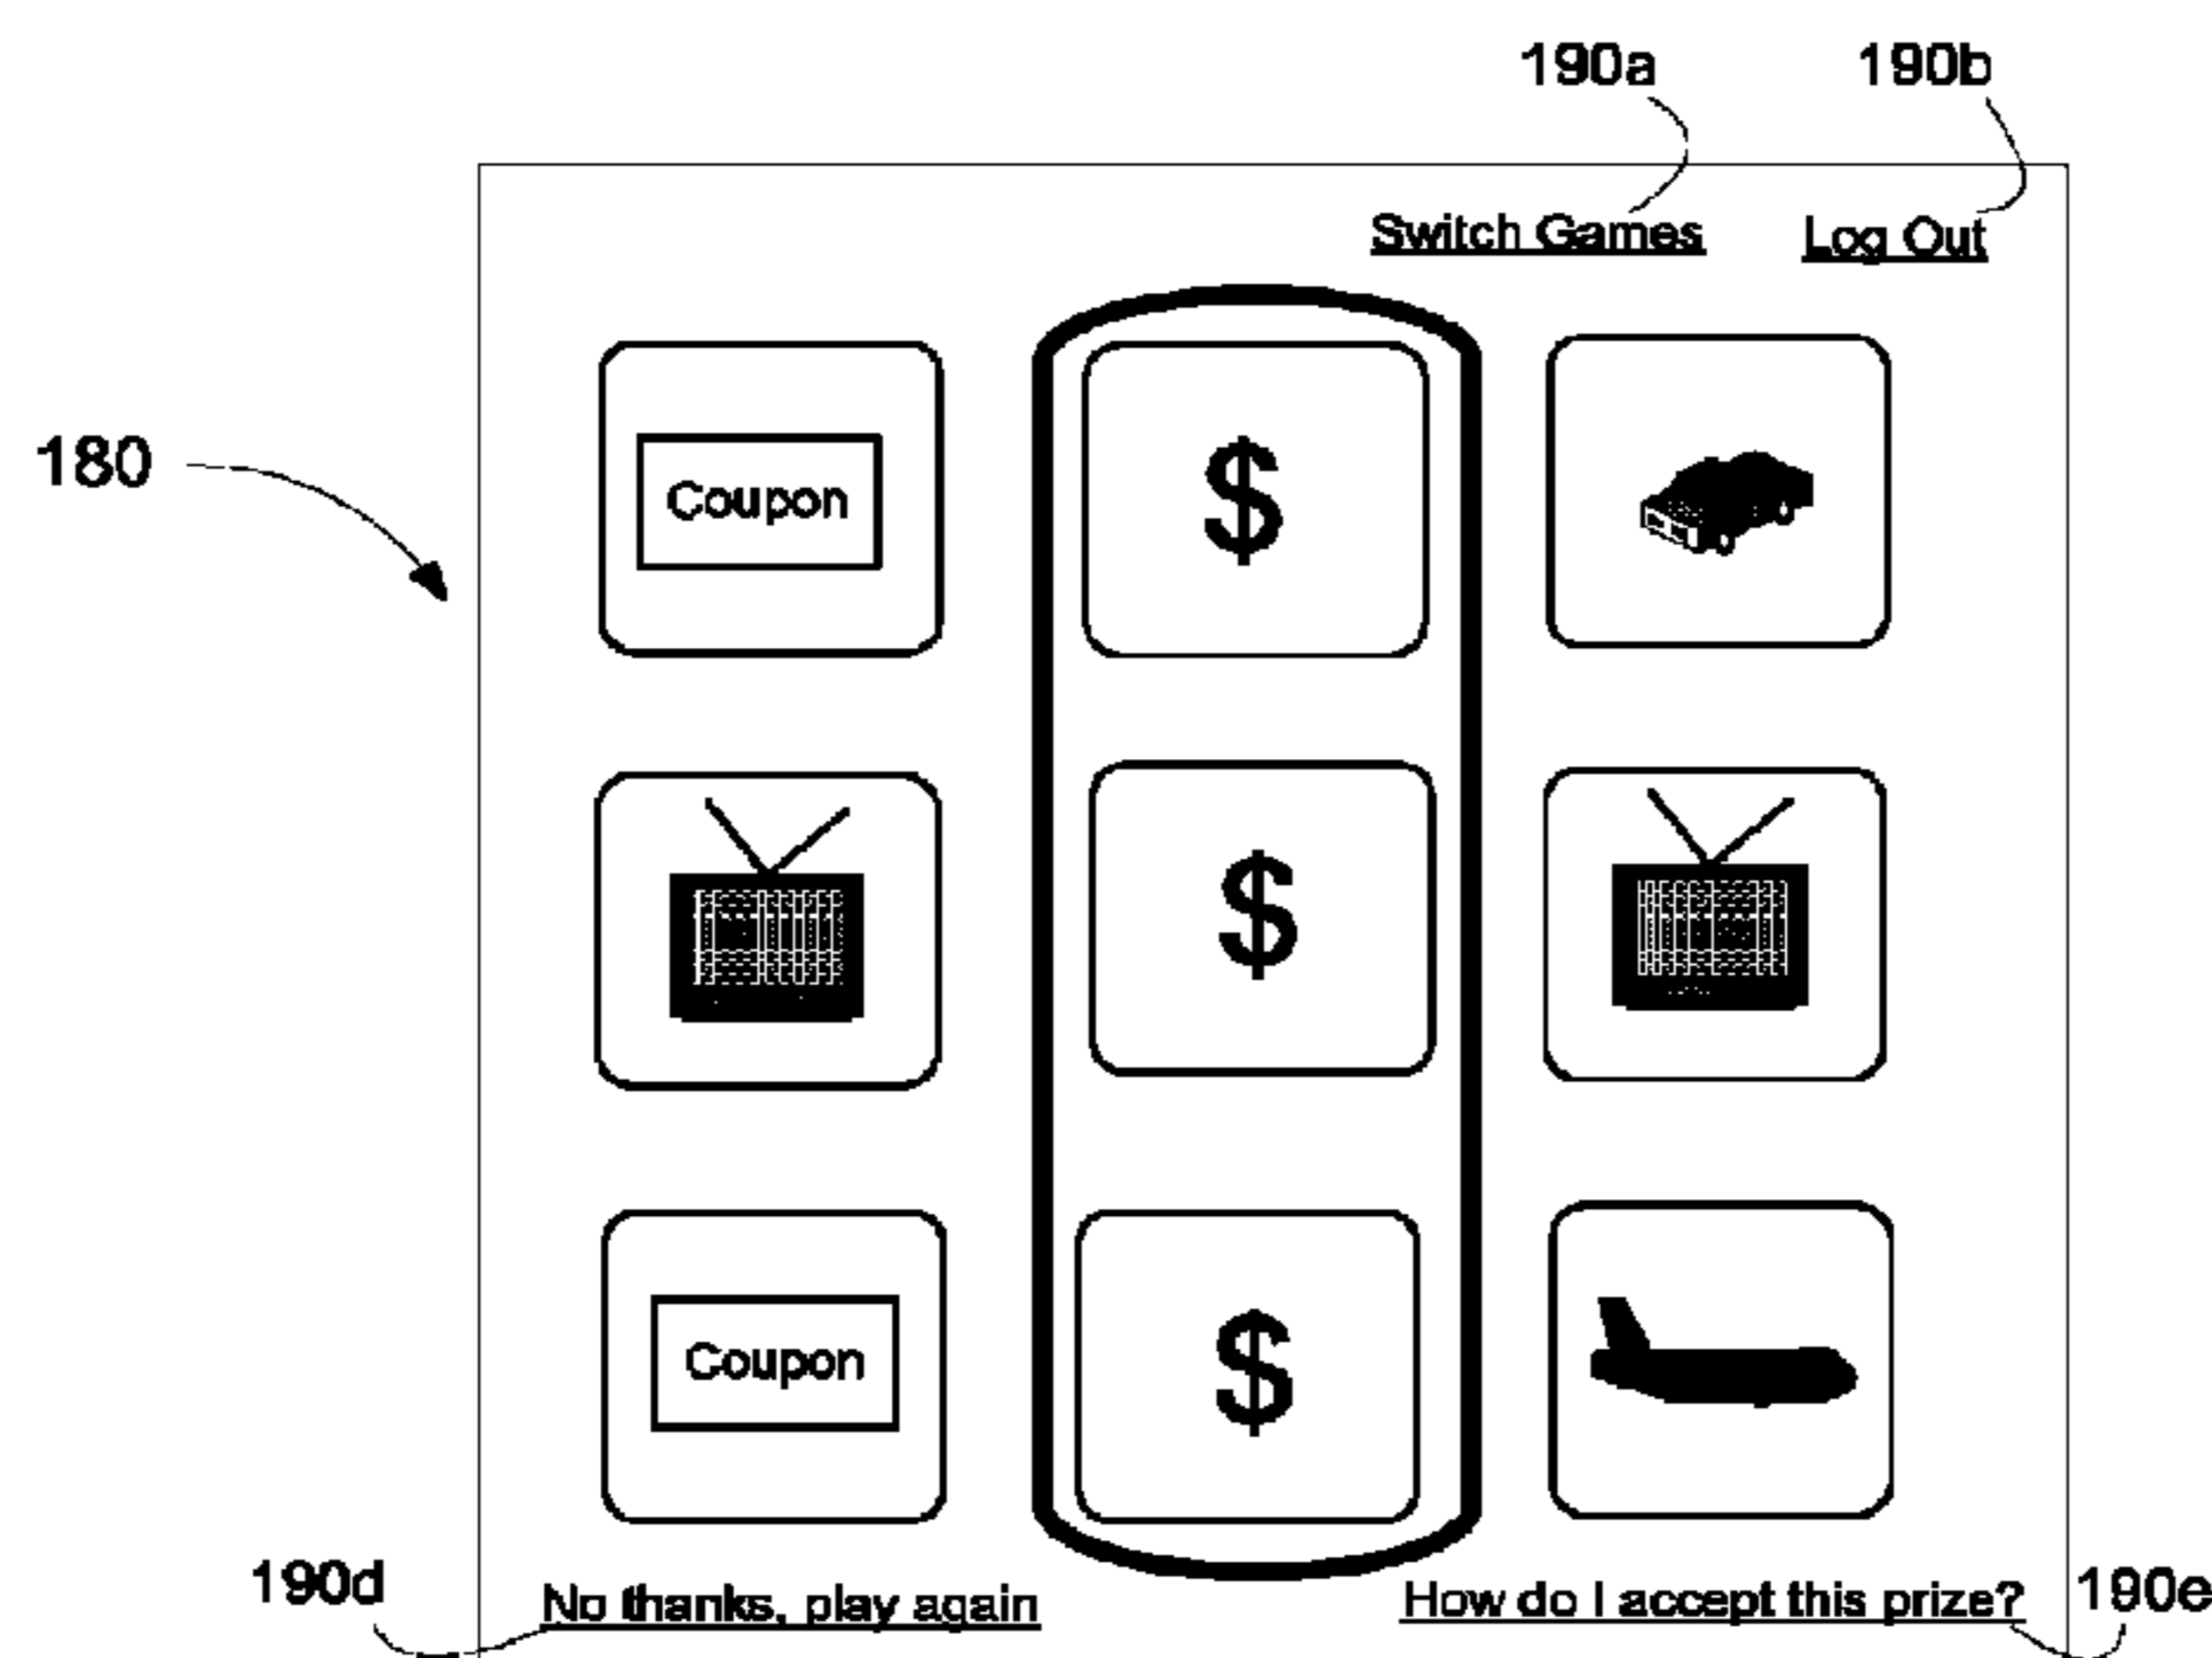 190a 190b
Switch Games Log Out
180
Coupon $
$
Coupon $
190d No thanks, play again How do I accept this prize? 190e